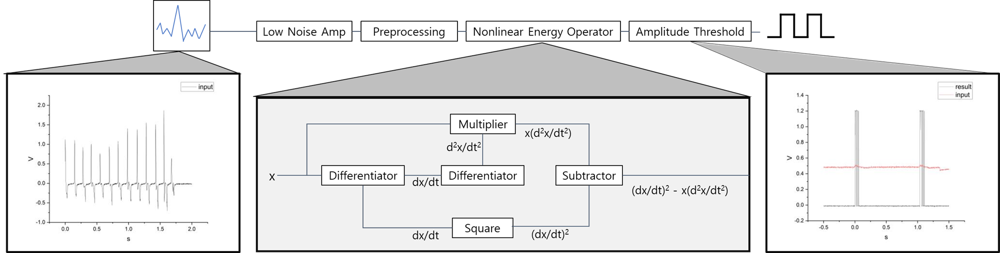 Low Noise Amp
Preprocessing
Nonlinear Energy Operator
Amplitude Threshold
input
2.0
1.5
1.0
0.5
0.0
-0.5
-1.0
V
0.0 0.5 1.0 1.5 2.0
s
Multiplier
x(d²x/dt²)
d²x/dt²
x
Differentiator
dx/dt
Differentiator
Subtractor
(dx/dt)² - x(d²x/dt²)
dx/dt
Square
(dx/dt)²
result
input
1.4
1.2
1.0
0.8
0.6
0.4
0.2
0.0
-0.2
V
-0.5 0.0 0.5 1.0 1.5
s